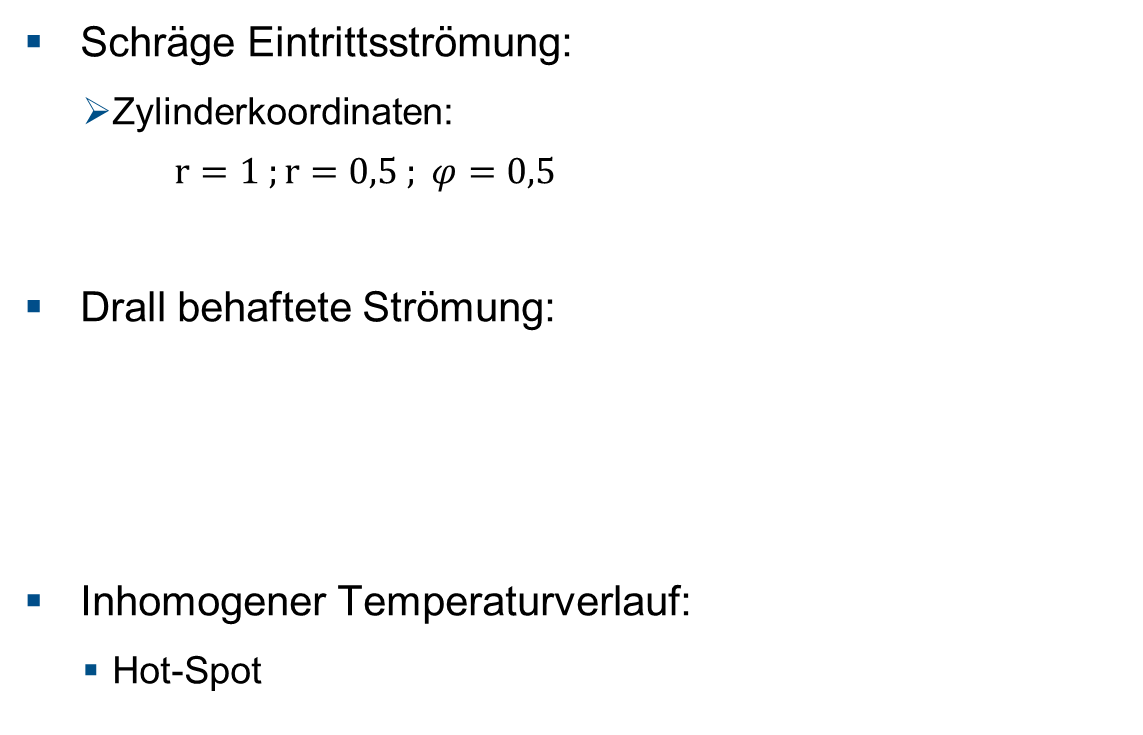 ▪ Schräge Eintrittsströmung:
➢ Zylinderkoordinaten:
r = 1 ; r = 0,5 ; φ = 0,5
▪ Drall behaftete Strömung:
▪ Inhomogener Temperaturverlauf:
▪ Hot-Spot